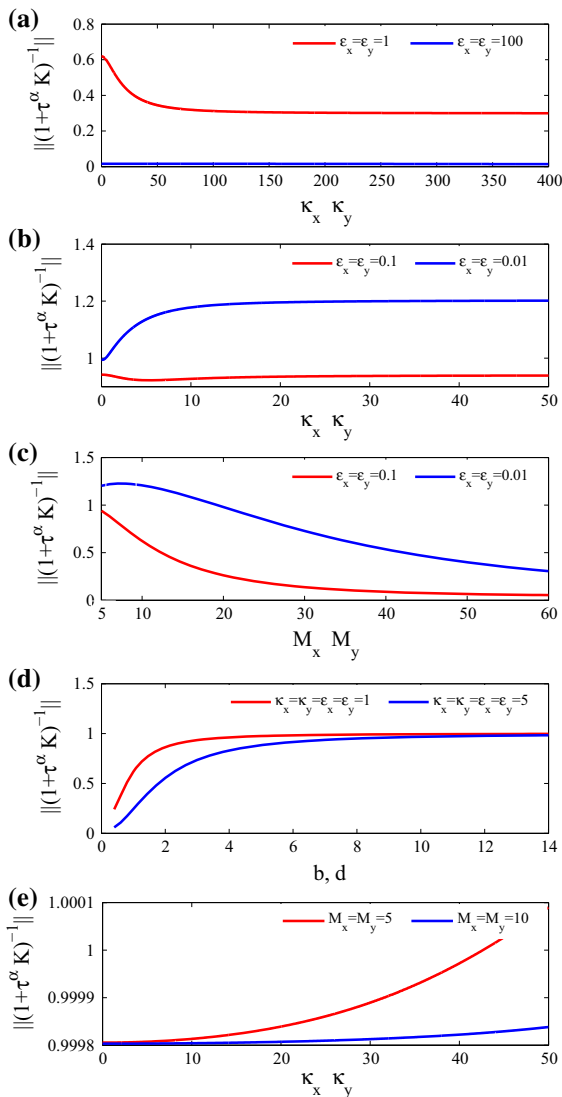 (a)
||(1+τ^α K)^−1||
0.8
0.6
0.4
0.2
0
ε_x=ε_y=1
ε_x=ε_y=100
0 50 100 150 200 250 300 350 400
κ_x κ_y
(b)
||(1+τ^α K)^−1||
1.4
1.2
1
ε_x=ε_y=0.1
ε_x=ε_y=0.01
0 10 20 30 40 50
κ_x κ_y
(c)
||(1+τ^α K)^−1||
1.5
1
0.5
0
ε_x=ε_y=0.1
ε_x=ε_y=0.01
5 10 20 30 40 50 60
M_x M_y
(d)
||(1+τ^α K)^−1||
1.5
1
0.5
0
κ_x=κ_y=ε_x=ε_y=1
κ_x=κ_y=ε_x=ε_y=5
0 2 4 6 8 10 12 14
b, d
(e)
||(1+τ^α K)^−1||
1.0001
1
0.9999
0.9998
M_x=M_y=5
M_x=M_y=10
0 10 20 30 40 50
κ_x κ_y